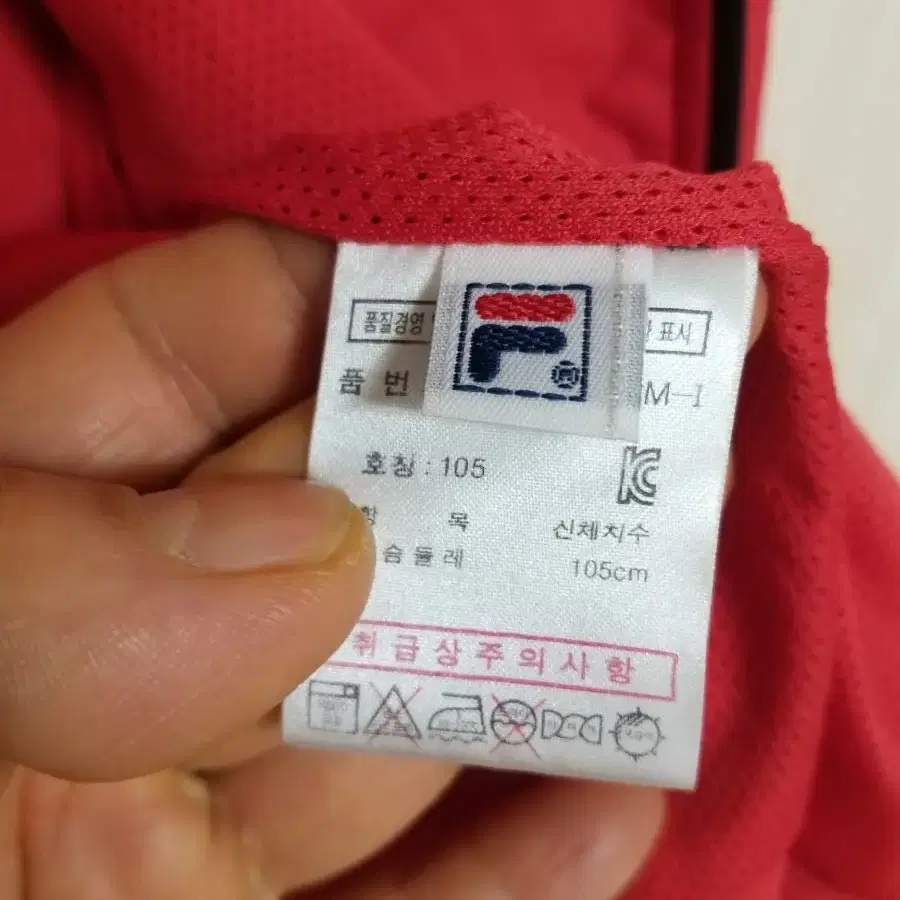 품질경영 표시
품 번 M-I
호칭 : 105
항 목 신체치수
슴둘레 105cm
취급상주의사항